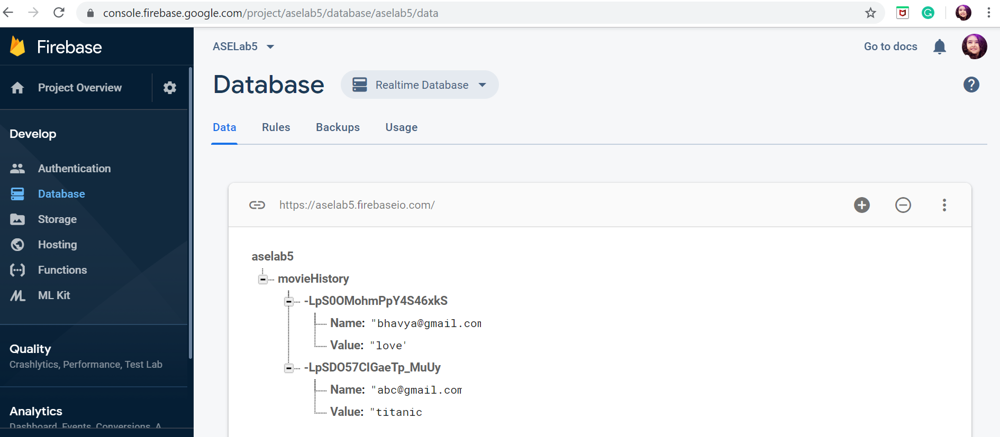 console.firebase.google.com/project/aselab5/database/aselab5/data
Firebase
Project Overview
Develop
Authentication
Database
Storage
Hosting
Functions
ML Kit
Quality
Crashlytics, Performance, Test Lab
Analytics
Dashboard, Events, Conversions, A
ASELab5
Go to docs
Database
Realtime Database
Data Rules Backups Usage
https://aselab5.firebaseio.com/
aselab5
movieHistory
-LpS0OMohmPpY4S46xkS
Name: "bhavya@gmail.com
Value: "love'
-LpSDO57CIGaeTp_MuUy
Name: "abc@gmail.com
Value: "titanic